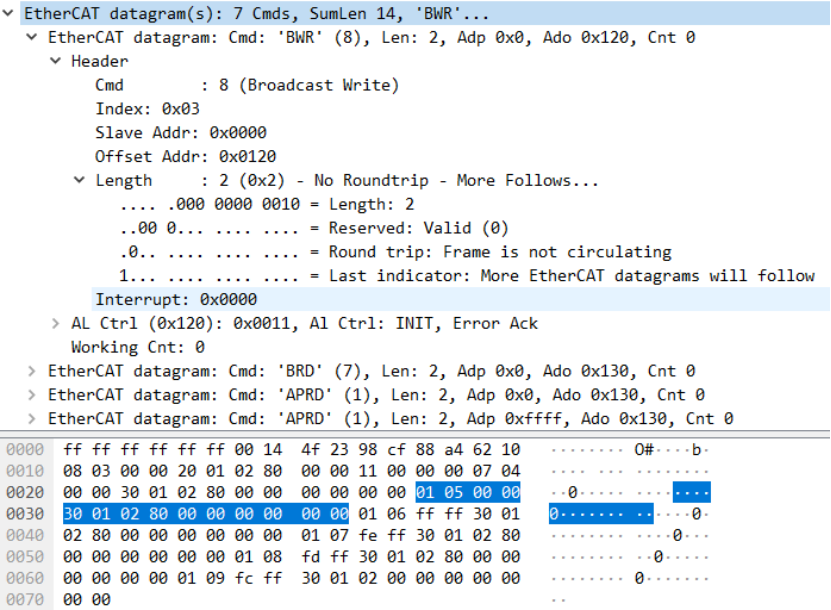 EtherCAT datagram(s): 7 Cmds, SumLen 14, 'BWR'...
EtherCAT datagram: Cmd: 'BWR' (8), Len: 2, Adp 0x0, Ado 0x120, Cnt 0
Header
Cmd        : 8 (Broadcast Write)
Index: 0x03
Slave Addr: 0x0000
Offset Addr: 0x0120
Length     : 2 (0x2) - No Roundtrip - More Follows...
.... .000 0000 0010 = Length: 2
..00 0... .... .... = Reserved: Valid (0)
.0.. .... .... .... = Round trip: Frame is not circulating
1... .... .... .... = Last indicator: More EtherCAT datagrams will follow
Interrupt: 0x0000
AL Ctrl (0x120): 0x0011, Al Ctrl: INIT, Error Ack
Working Cnt: 0
EtherCAT datagram: Cmd: 'BRD' (7), Len: 2, Adp 0x0, Ado 0x130, Cnt 0
EtherCAT datagram: Cmd: 'APRD' (1), Len: 2, Adp 0x0, Ado 0x130, Cnt 0
EtherCAT datagram: Cmd: 'APRD' (1), Len: 2, Adp 0xffff, Ado 0x130, Cnt 0
0000 ff ff ff ff ff ff 00 14 4f 23 98 cf 88 a4 62 10 ········ O#····b·
0010 08 03 00 00 20 01 02 80 00 00 11 00 00 00 07 04 ···· ··· ········
0020 00 00 30 01 02 80 00 00 00 00 00 00 01 05 00 00 ··0····· ········
0030 30 01 02 80 00 00 00 00 00 00 01 06 ff ff 30 01 0······· ······0·
0040 02 80 00 00 00 00 00 00 01 07 fe ff 30 01 02 80 ········ ····0···
0050 00 00 00 00 00 00 01 08 fd ff 30 01 02 80 00 00 ········ ··0·····
0060 00 00 00 00 01 09 fc ff 30 01 02 00 00 00 00 00 ········ 0·······
0070 00 00 ··